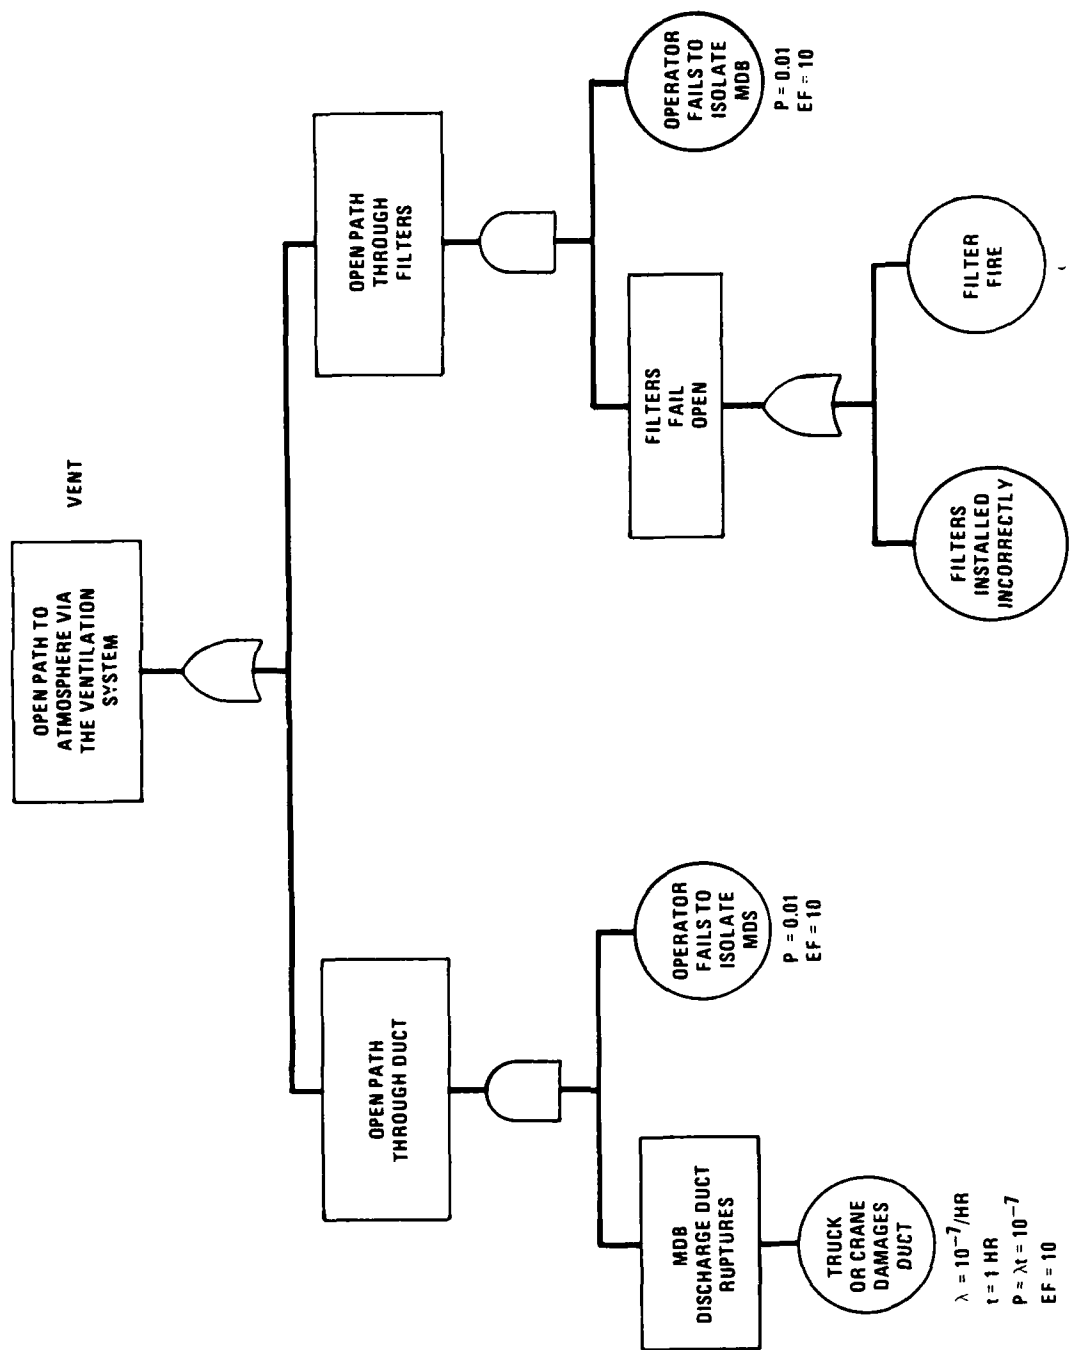 OPEN PATH TO
ATMOSPHERE VIA
THE VENTILATION
SYSTEM
VENT
OPEN PATH
THROUGH DUCT
OPEN PATH
THROUGH
FILTERS
MDB
DISCHARGE DUCT
RUPTURES
OPERATOR
FAILS TO
ISOLATE
MDS
P = 0.01
EF = 10
FILTERS
FAIL
OPEN
OPERATOR
FAILS TO
ISOLATE
MDB
P = 0.01
EF = 10
TRUCK
OR CRANE
DAMAGES
DUCT
λ = 10⁻⁷/HR
t = 1 HR
P = λt = 10⁻⁷
EF = 10
FILTERS
INSTALLED
INCORRECTLY
FILTER
FIRE